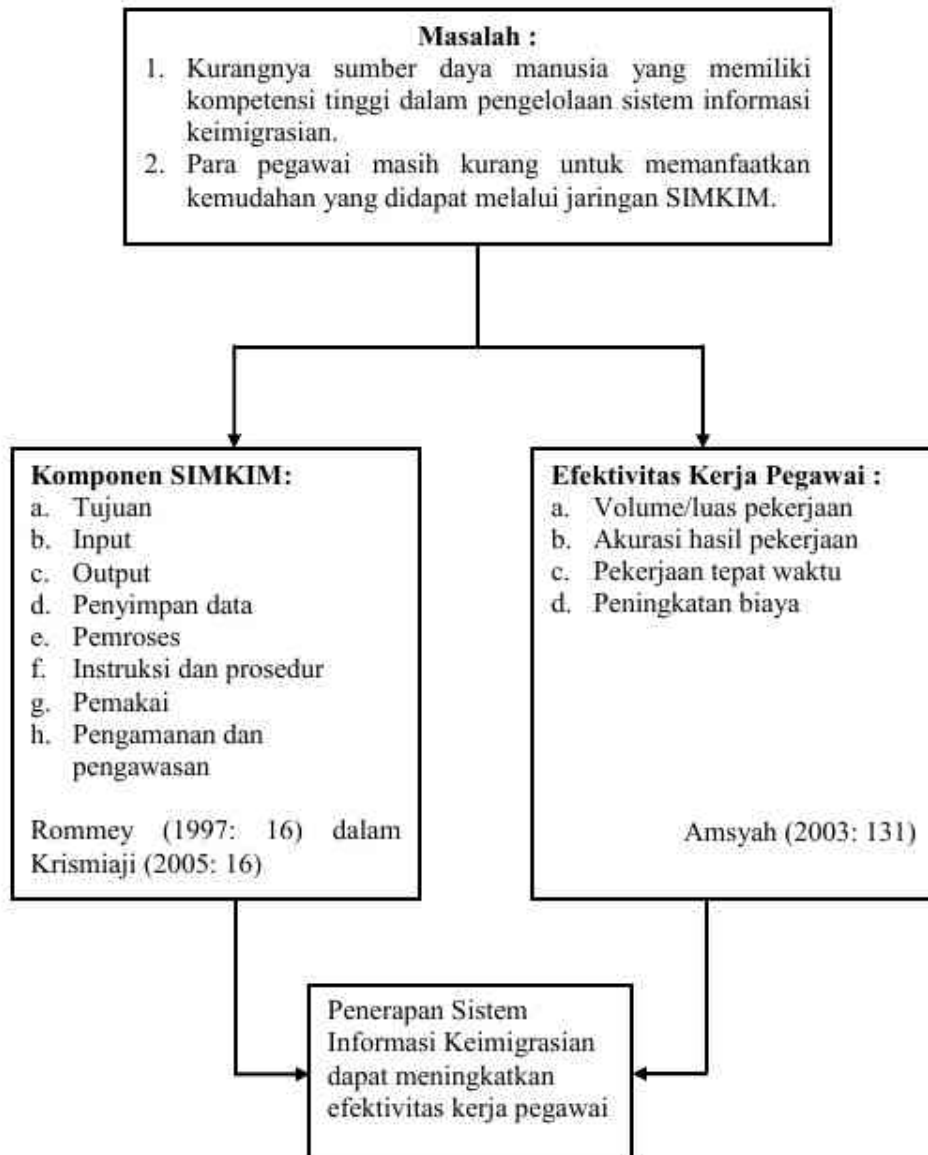 Masalah :
1. Kurangnya sumber daya manusia yang memiliki
kompetensi tinggi dalam pengelolaan sistem informasi
keimigrasian.
2. Para pegawai masih kurang untuk memanfaatkan
kemudahan yang didapat melalui jaringan SIMKIM.
Komponen SIMKIM:
a. Tujuan
b. Input
c. Output
d. Penyimpan data
e. Pemroses
f. Instruksi dan prosedur
g. Pemakai
h. Pengamanan dan
pengawasan
Rommey (1997: 16) dalam
Krismiaji (2005: 16)
Efektivitas Kerja Pegawai :
a. Volume/luas pekerjaan
b. Akurasi hasil pekerjaan
c. Pekerjaan tepat waktu
d. Peningkatan biaya
Amsyah (2003: 131)
Penerapan Sistem
Informasi Keimigrasian
dapat meningkatkan
efektivitas kerja pegawai